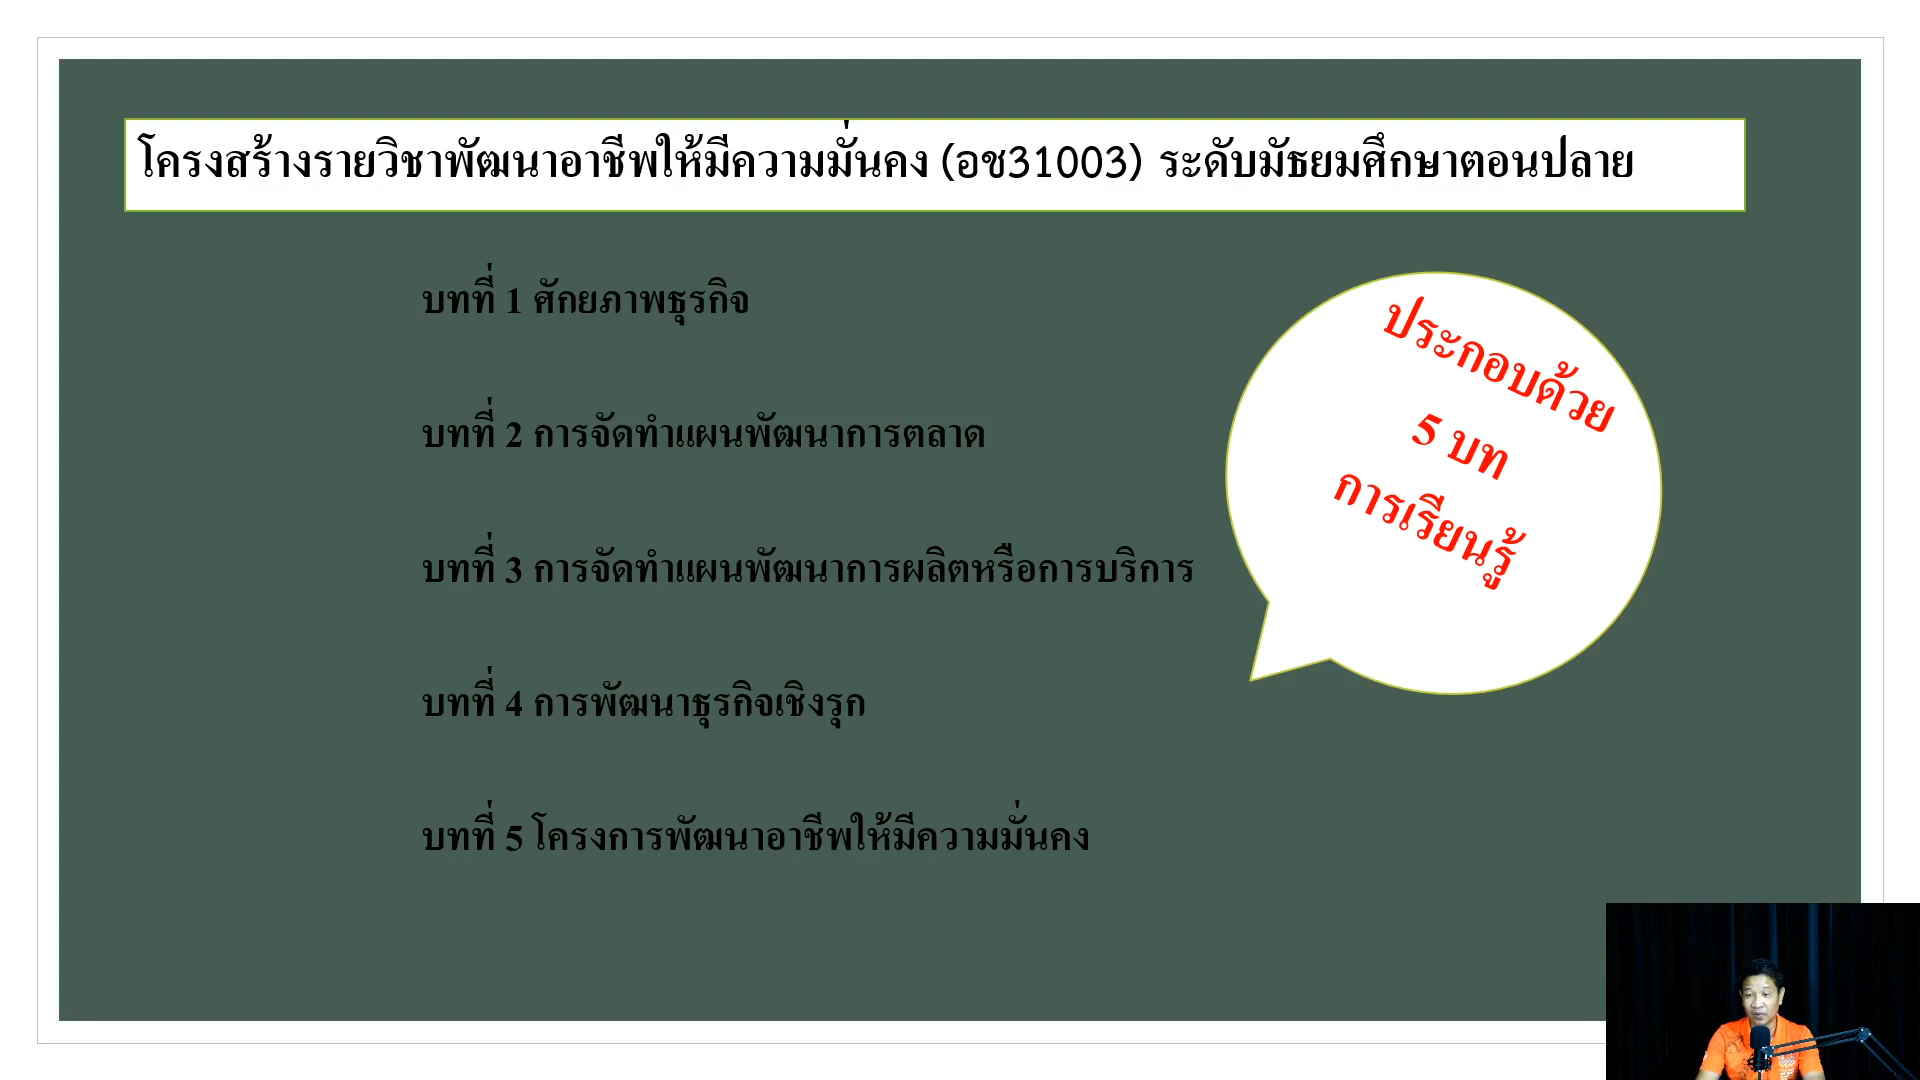 โครงสร้างรายวิชาพัฒนาอาชีพให้มีความมั่นคง (อช31003) ระดับมัธยมศึกษาตอนปลาย
บทที่ 1 ศักยภาพธุรกิจ
บทที่ 2 การจัดทำแผนพัฒนาการตลาด
บทที่ 3 การจัดทำแผนพัฒนาการผลิตหรือการบริการ
บทที่ 4 การพัฒนาธุรกิจเชิงรุก
บทที่ 5 โครงการพัฒนาอาชีพให้มีความมั่นคง
ประกอบด้วย
5 บท
การเรียนรู้